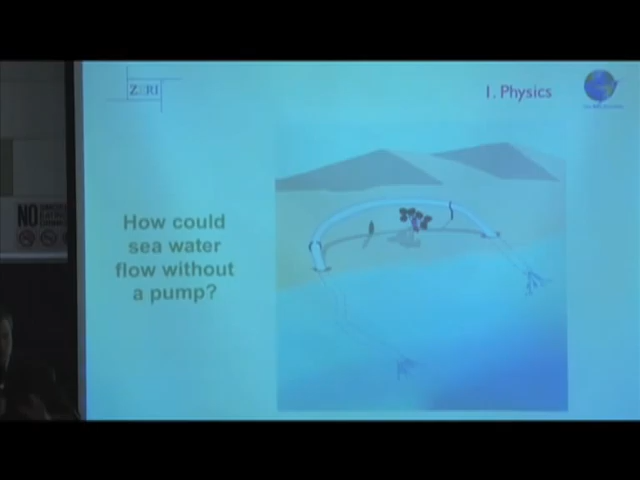 ZERI
1. Physics
How could
sea water
flow without
a pump?
NO